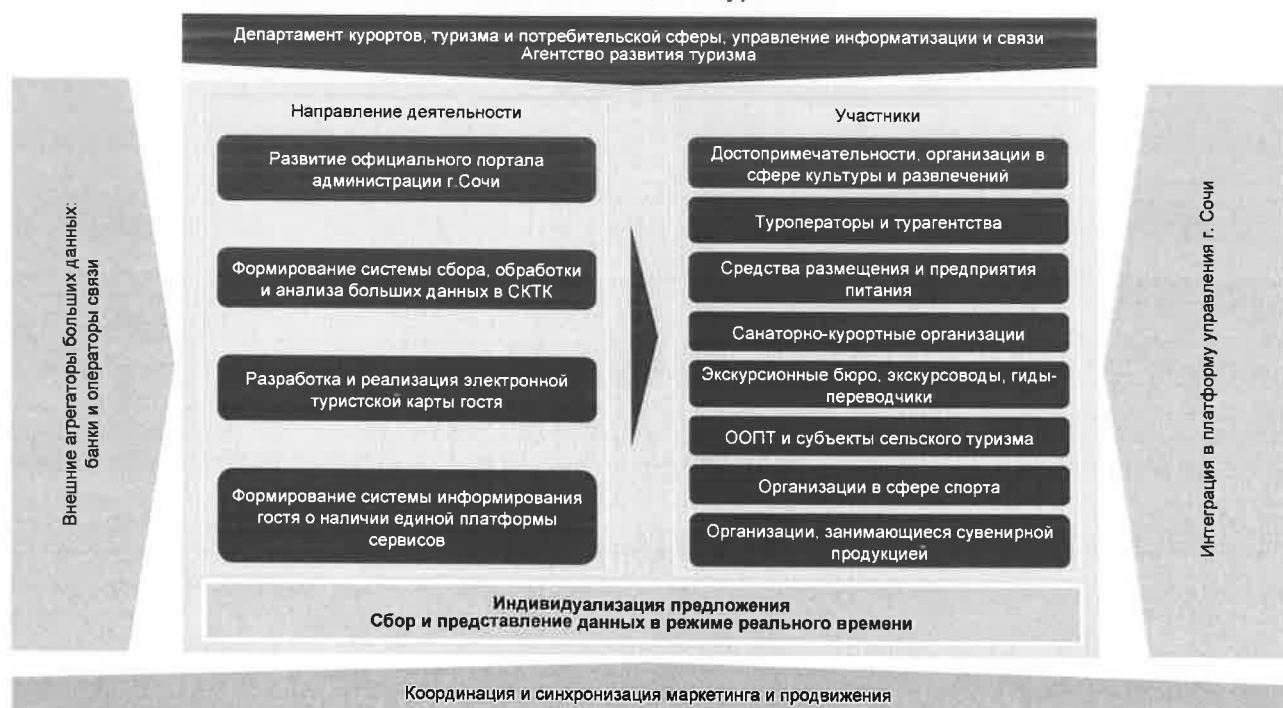 Департамент курортов, туризма и потребительской сферы, управление информатизации и связи
Агентство развития туризма
Внешние агрегаторы больших данных:
банки и операторы связи
Направление деятельности
Развитие официального портала
администрации г.Сочи
Формирование системы сбора, обработки
и анализа больших данных в СКТК
Разработка и реализация электронной
туристской карты гостя
Формирование системы информирования
гостя о наличии единой платформы
сервисов
Участники
Достопримечательности, организации в
сфере культуры и развлечений
Туроператоры и турагентства
Средства размещения и предприятия
питания
Санаторно-курортные организации
Экскурсионные бюро, экскурсоводы, гиды-
переводчики
ООПТ и субъекты сельского туризма
Организации в сфере спорта
Организации, занимающиеся сувенирной
продукцией
Интеграция в платформу управления г. Сочи
Индивидуализация предложения
Сбор и представление данных в режиме реального времени
Координация и синхронизация маркетинга и продвижения